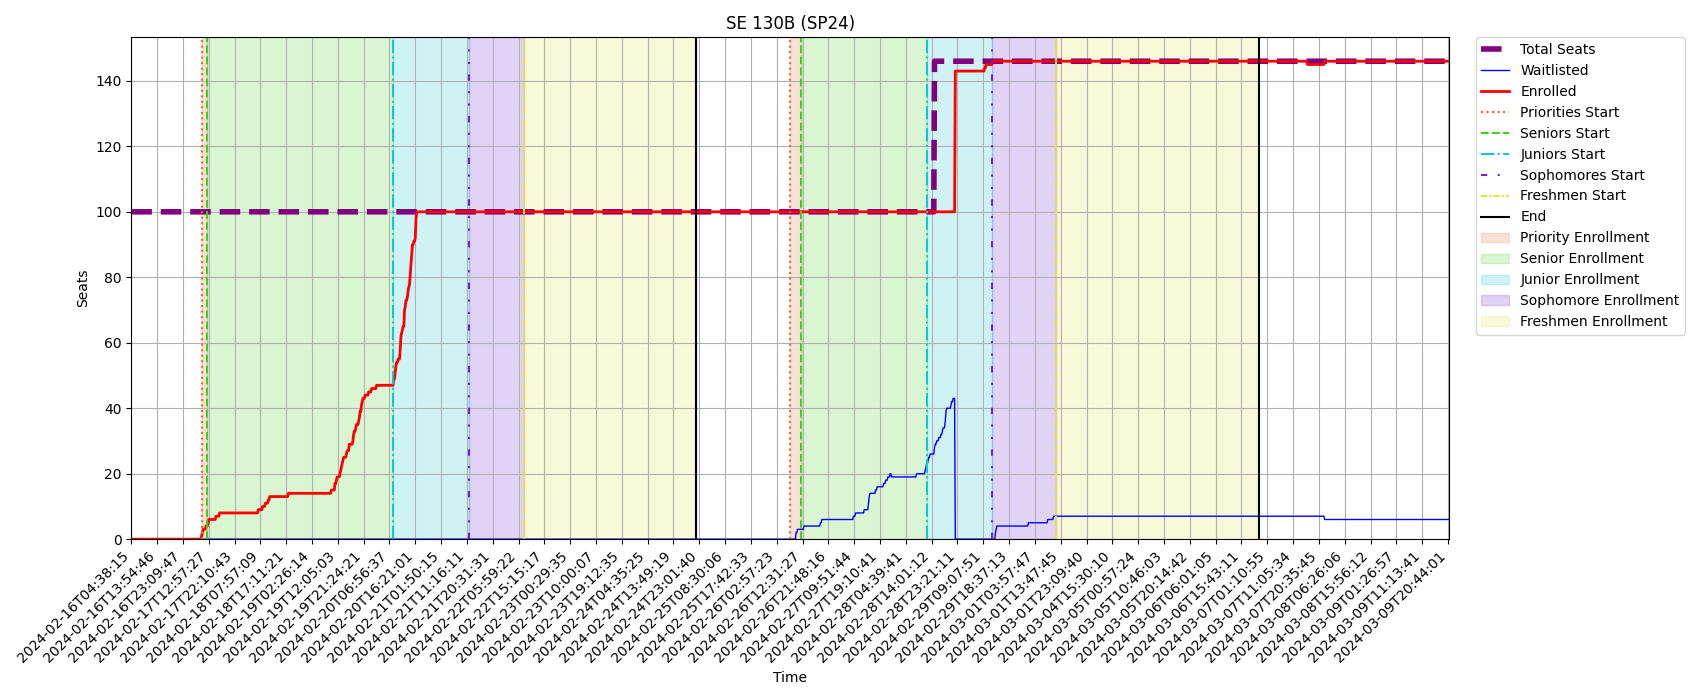 SE 130B (SP24)
Seats
0
20
40
60
80
100
120
140
2024-02-16T04:38:15
2024-02-16T13:54:46
2024-02-16T23:09:47
2024-02-17T12:57:27
2024-02-17T22:10:43
2024-02-18T07:57:09
2024-02-18T17:11:21
2024-02-19T02:26:14
2024-02-19T12:05:03
2024-02-19T21:24:21
2024-02-20T06:56:37
2024-02-20T16:21:01
2024-02-21T01:50:15
2024-02-21T11:16:11
2024-02-21T20:31:31
2024-02-22T05:59:22
2024-02-22T15:15:17
2024-02-23T00:29:35
2024-02-23T10:00:07
2024-02-23T19:12:35
2024-02-24T04:35:25
2024-02-24T13:49:19
2024-02-24T23:01:40
2024-02-25T08:30:06
2024-02-25T17:42:33
2024-02-26T02:57:23
2024-02-26T12:31:27
2024-02-26T21:48:16
2024-02-27T09:51:44
2024-02-27T19:10:41
2024-02-28T04:39:41
2024-02-28T14:01:12
2024-02-28T23:21:11
2024-02-29T09:07:51
2024-02-29T18:37:13
2024-03-01T03:57:47
2024-03-01T13:47:45
2024-03-01T23:09:40
2024-03-04T15:30:10
2024-03-05T00:57:24
2024-03-05T10:46:03
2024-03-05T20:14:42
2024-03-06T06:01:05
2024-03-06T15:43:11
2024-03-07T01:10:55
2024-03-07T11:05:34
2024-03-07T20:35:45
2024-03-08T06:26:06
2024-03-08T15:56:12
2024-03-09T01:26:57
2024-03-09T11:13:41
2024-03-09T20:44:01
Time
Total Seats
Waitlisted
Enrolled
Priorities Start
Seniors Start
Juniors Start
Sophomores Start
Freshmen Start
End
Priority Enrollment
Senior Enrollment
Junior Enrollment
Sophomore Enrollment
Freshmen Enrollment